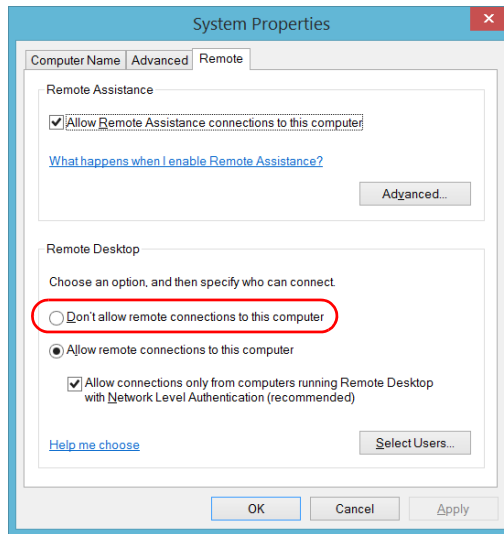 System Properties
Computer Name Advanced Remote
Remote Assistance
Allow Remote Assistance connections to this computer
What happens when I enable Remote Assistance?
Advanced...
Remote Desktop
Choose an option, and then specify who can connect.
Don't allow remote connections to this computer
Allow remote connections to this computer
Allow connections only from computers running Remote Desktop
with Network Level Authentication (recommended)
Help me choose
Select Users...
OK Cancel Apply